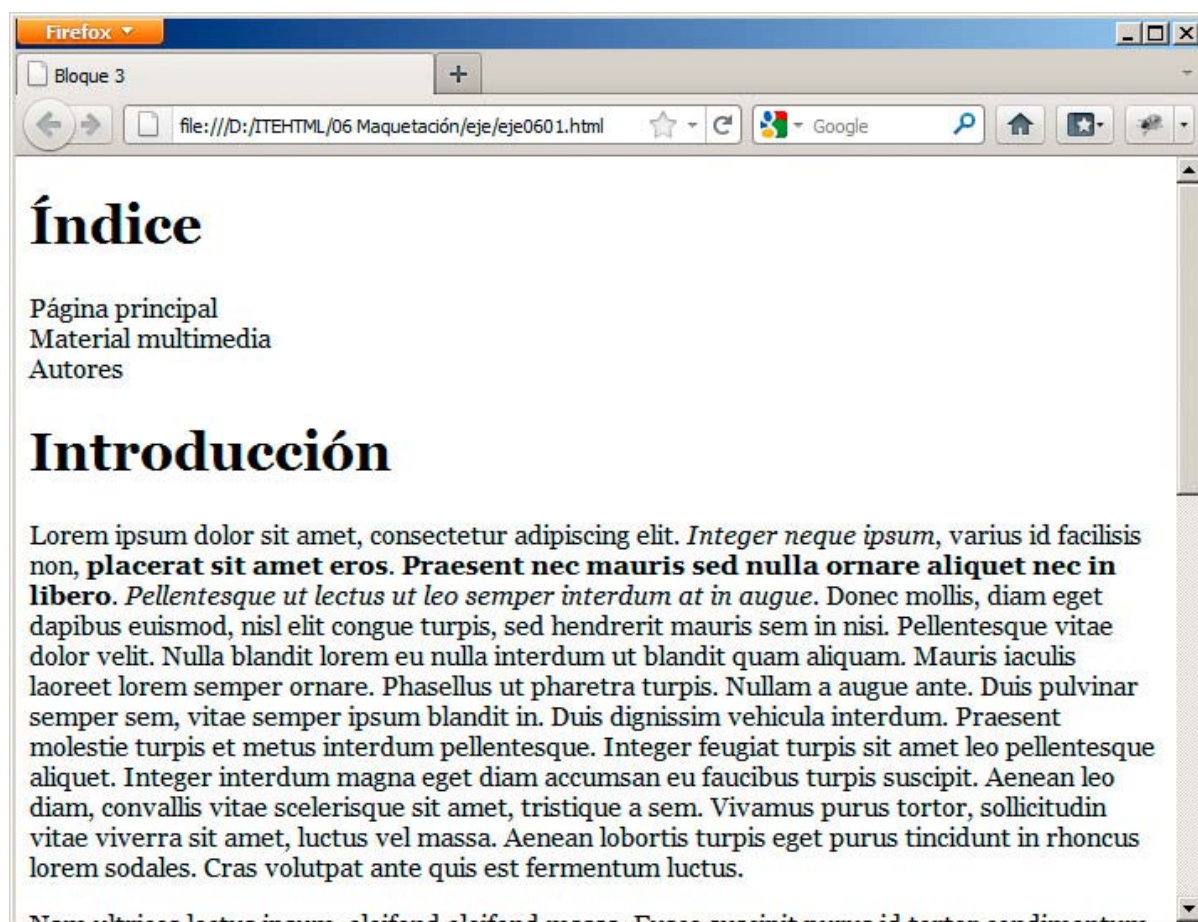 Firefox
Bloque 3
file:///D:/ITEHTML/06 Maquetación/eje/eje0601.html
Google
Índice
Página principal
Material multimedia
Autores
Introducción
Lorem ipsum dolor sit amet, consectetur adipiscing elit. Integer neque ipsum, varius id facilisis
non, placerat sit amet eros. Praesent nec mauris sed nulla ornare aliquet nec in
libero. Pellentesque ut lectus ut leo semper interdum at in augue. Donec mollis, diam eget
dapibus euismod, nisl elit congue turpis, sed hendrerit mauris sem in nisi. Pellentesque vitae
dolor velit. Nulla blandit lorem eu nulla interdum ut blandit quam aliquam. Mauris iaculis
laoreet lorem semper ornare. Phasellus ut pharetra turpis. Nullam a augue ante. Duis pulvinar
semper sem, vitae semper ipsum blandit in. Duis dignissim vehicula interdum. Praesent
molestie turpis et metus interdum pellentesque. Integer feugiat turpis sit amet leo pellentesque
aliquet. Integer interdum magna eget diam accumsan eu faucibus turpis suscipit. Aenean leo
diam, convallis vitae scelerisque sit amet, tristique a sem. Vivamus purus tortor, sollicitudin
vitae viverra sit amet, luctus vel massa. Aenean lobortis turpis eget purus tincidunt in rhoncus
lorem sodales. Cras volutpat ante quis est fermentum luctus.